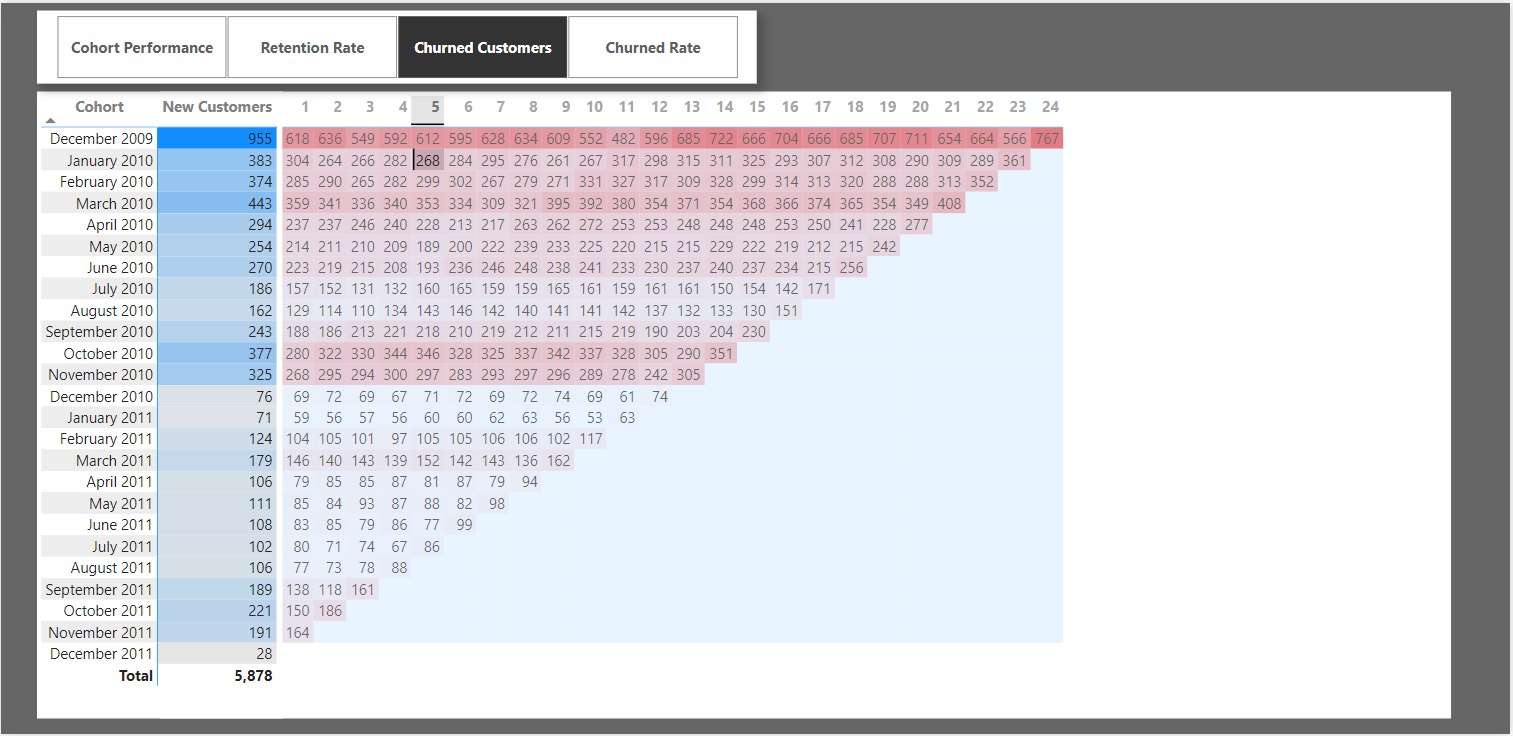 Cohort Performance Retention Rate Churned Customers Churned Rate
Cohort New Customers 1 2 3 4 5 6 7 8 9 10 11 12 13 14 15 16 17 18 19 20 21 22 23 24
December 2009 955 618 636 549 592 612 595 628 634 609 552 482 596 685 722 666 704 666 685 707 711 654 664 566 767
January 2010 383 304 264 266 282 268 284 295 276 261 267 317 298 315 311 325 293 307 312 308 290 309 289 361
February 2010 374 285 290 265 282 299 302 267 279 271 331 327 317 309 328 299 314 313 320 288 288 313 352
March 2010 443 359 341 336 340 353 334 309 321 395 392 380 354 371 354 368 366 374 365 354 349 408
April 2010 294 237 237 246 240 228 213 217 263 262 272 253 253 248 248 248 253 250 241 228 277
May 2010 254 214 211 210 209 189 200 222 239 233 225 220 215 215 229 222 219 212 215 242
June 2010 270 223 219 215 208 193 236 246 248 238 241 233 230 237 240 237 234 215 256
July 2010 186 157 152 131 132 160 165 159 159 165 161 159 161 161 150 154 142 171
August 2010 162 129 114 110 134 143 146 142 140 141 141 142 137 132 133 130 151
September 2010 243 188 186 213 221 218 210 219 212 211 215 219 190 203 204 230
October 2010 377 280 322 330 344 346 328 325 337 342 337 328 305 290 351
November 2010 325 268 295 294 300 297 283 293 297 296 289 278 242 305
December 2010 76 69 72 69 67 71 72 69 72 74 69 61 74
January 2011 71 59 56 57 56 60 60 62 63 56 53 63
February 2011 124 104 105 101 97 105 105 106 106 102 117
March 2011 179 146 140 143 139 152 142 143 136 162
April 2011 106 79 85 85 87 81 87 79 94
May 2011 111 85 84 93 87 88 82 98
June 2011 108 83 85 79 86 77 99
July 2011 102 80 71 74 67 86
August 2011 106 77 73 78 88
September 2011 189 138 118 161
October 2011 221 150 186
November 2011 191 164
December 2011 28
Total 5,878